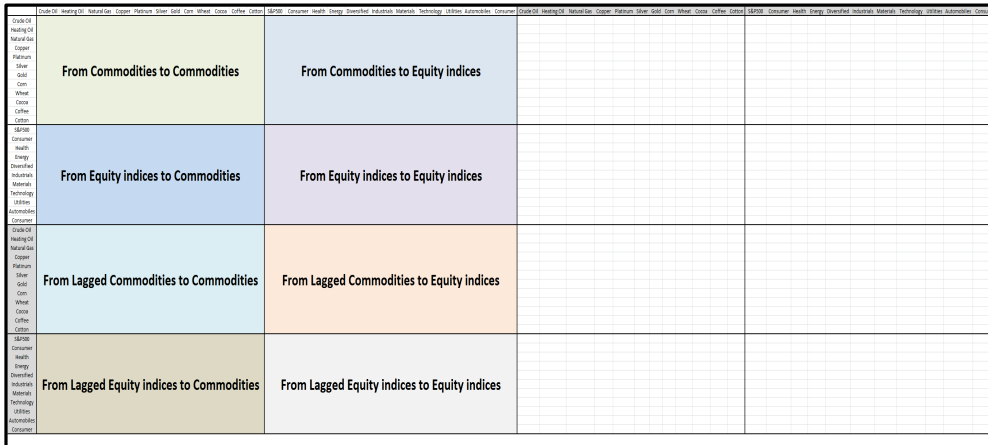 Crude Oil Heating Oil Natural Gas Copper Platinum Silver Gold Corn Wheat Cocoa Coffee Cotton S&P500 Consumer Health Energy Diversified Industrials Materials Technology Utilities Automobiles Consumer Crude Oil Heating Oil Natural Gas Copper Platinum Silver Gold Corn Wheat Cocoa Coffee Cotton S&P500 Consumer Health Energy Diversified Industrials Materials Technology Utilities Automobiles
Crude Oil
Heating Oil
Natural Gas
Copper
Platinum
Silver
Gold
Corn
Wheat
Cocoa
Coffee
Cotton
From Commodities to Commodities
From Commodities to Equity indices
S&P500
Consumer
Health
Energy
Diversified
Industrials
Materials
Technology
Utilities
Automobiles
Consumer
From Equity indices to Commodities
From Equity indices to Equity indices
Crude Oil
Heating Oil
Natural Gas
Copper
Platinum
Silver
Gold
Corn
Wheat
Cocoa
Coffee
Cotton
From Lagged Commodities to Commodities
From Lagged Commodities to Equity indices
S&P500
Consumer
Health
Energy
Diversified
Industrials
Materials
Technology
Utilities
Automobiles
Consumer
From Lagged Equity indices to Commodities
From Lagged Equity indices to Equity indices